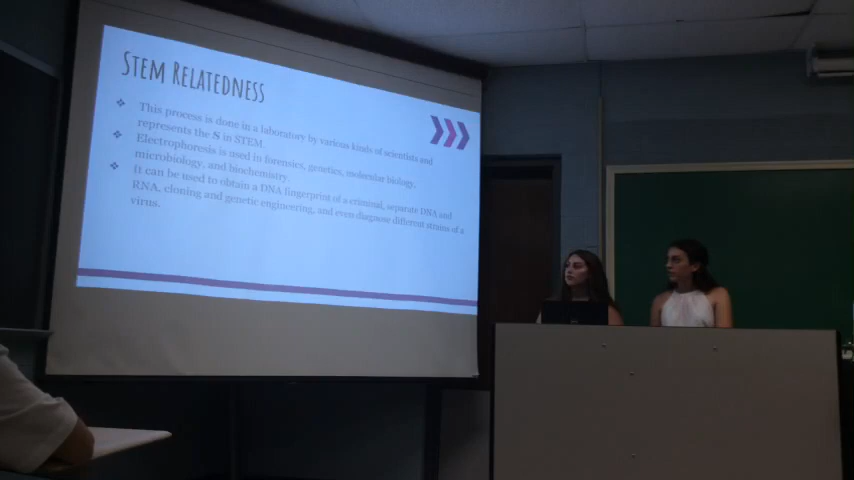 STEM RELATEDNESS
This process is done in a laboratory by various kinds of scientists and
represents the S in STEM.
Electrophoresis is used in forensics, genetics, molecular biology,
microbiology, and biochemistry.
It can be used to obtain a DNA fingerprint of a criminal, separate DNA and
RNA, cloning and genetic engineering, and even diagnose different strains of a
virus.